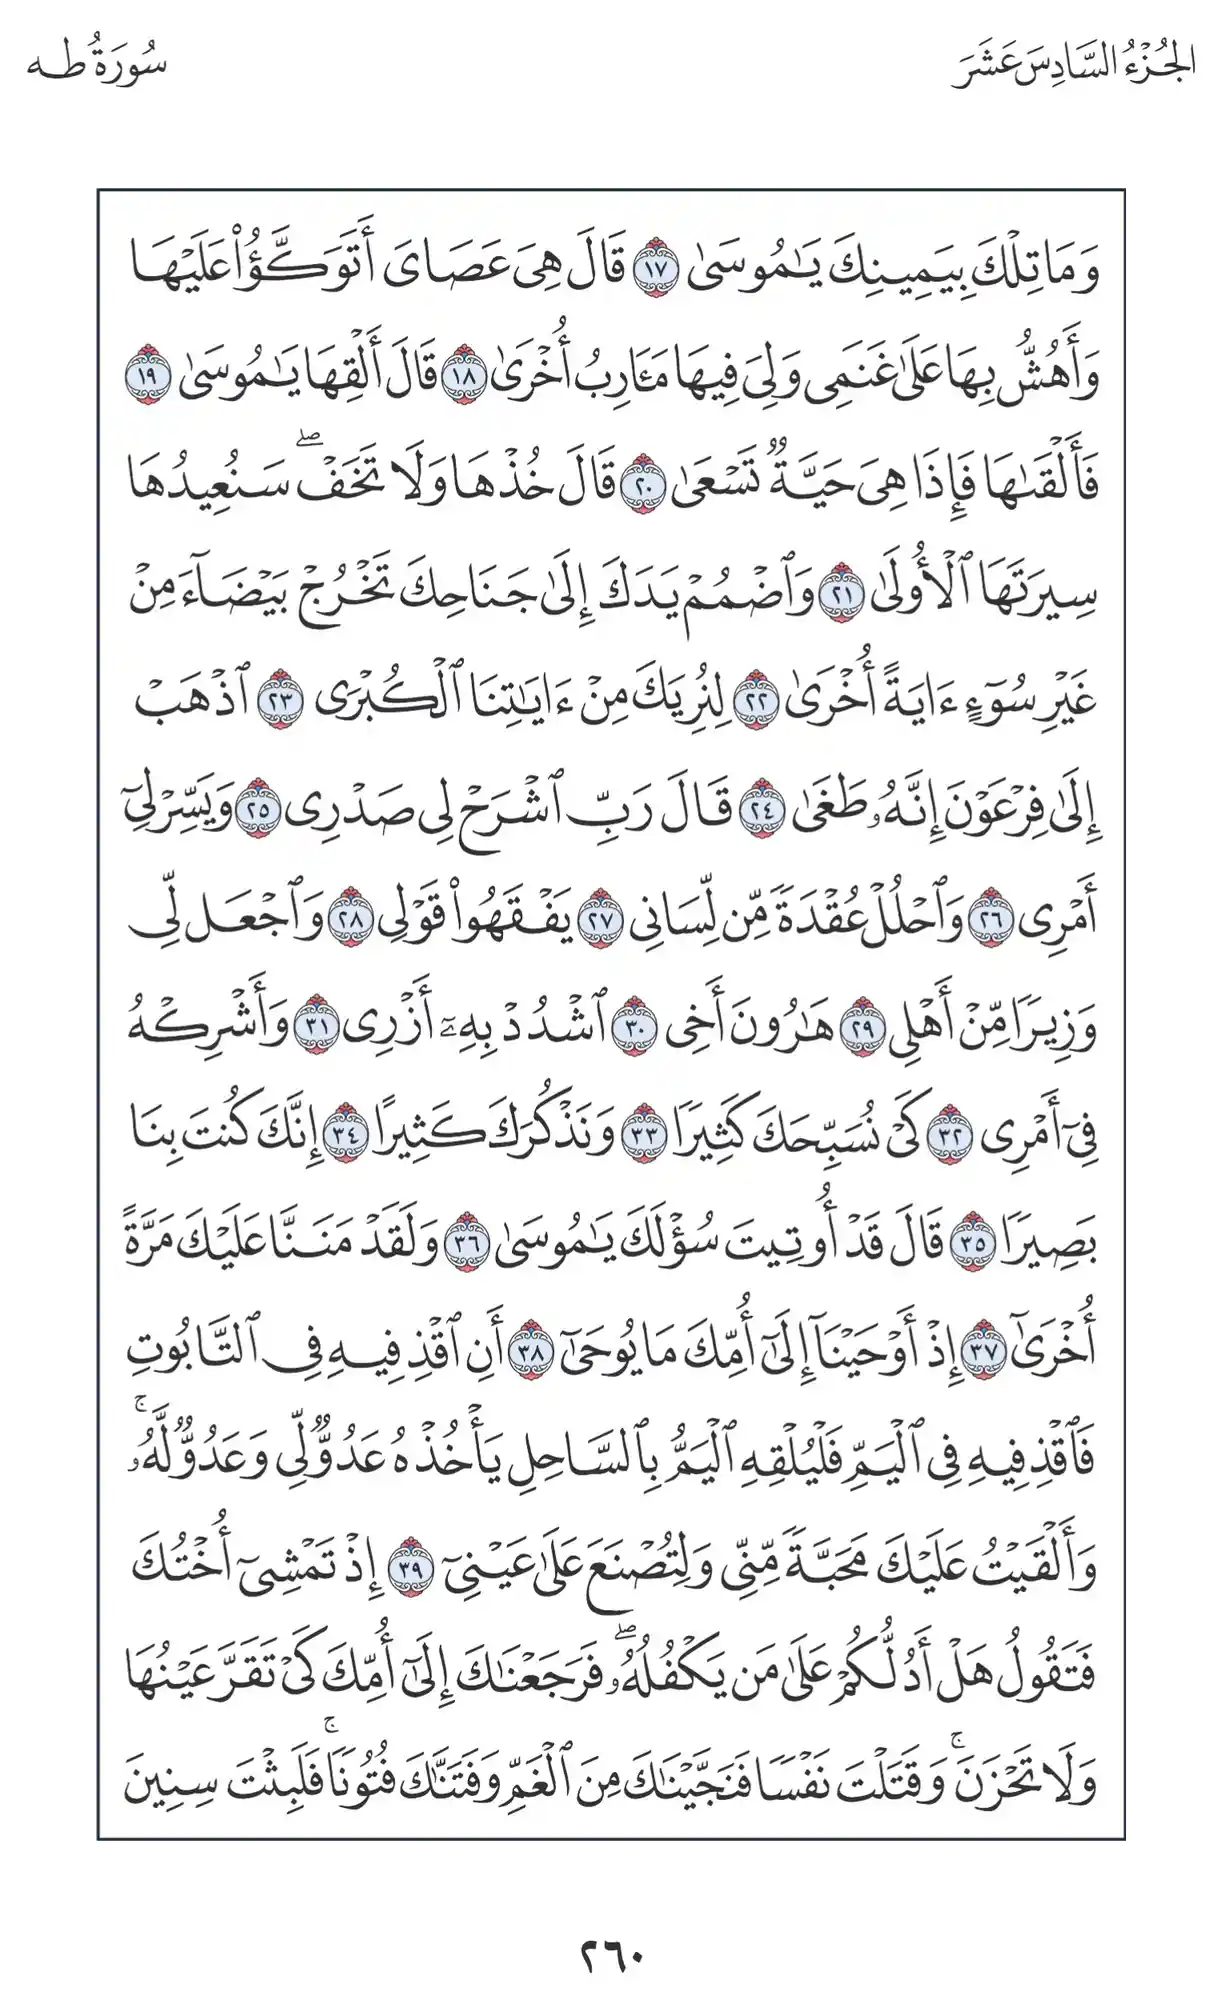 الجُزْءُ السَّادِسَ عَشَرَ
سُورَةُ طه
وَمَا تِلْكَ بِيَمِينِكَ يَٰمُوسَىٰ ١٧ قَالَ هِىَ عَصَاىَ أَتَوَكَّؤُا۟ عَلَيْهَا
وَأَهُشُّ بِهَا عَلَىٰ غَنَمِى وَلِىَ فِيهَا مَـَٔارِبُ أُخْرَىٰ ١٨ قَالَ أَلْقِهَا يَٰمُوسَىٰ ١٩
فَأَلْقَىٰهَا فَإِذَا هِىَ حَيَّةٌ تَسْعَىٰ ٢٠ قَالَ خُذْهَا وَلَا تَخَفْ ۖ سَنُعِيدُهَا
سِيرَتَهَا ٱلْأُولَىٰ ٢١ وَٱضْمُمْ يَدَكَ إِلَىٰ جَنَاحِكَ تَخْرُجْ بَيْضَآءَ مِنْ
غَيْرِ سُوٓءٍ ءَايَةً أُخْرَىٰ ٢٢ لِنُرِيَكَ مِنْ ءَايَٰتِنَا ٱلْكُبْرَى ٢٣ ٱذْهَبْ
إِلَىٰ فِرْعَوْنَ إِنَّهُۥ طَغَىٰ ٢٤ قَالَ رَبِّ ٱشْرَحْ لِى صَدْرِى ٢٥ وَيَسِّرْ لِىٓ
أَمْرِى ٢٦ وَٱحْلُلْ عُقْدَةً مِّن لِّسَانِى ٢٧ يَفْقَهُوا۟ قَوْلِى ٢٨ وَٱجْعَل لِّى
وَزِيرًا مِّنْ أَهْلِى ٢٩ هَٰرُونَ أَخِى ٣٠ ٱشْدُدْ بِهِۦٓ أَزْرِى ٣١ وَأَشْرِكْهُ
فِىٓ أَمْرِى ٣٢ كَىْ نُسَبِّحَكَ كَثِيرًا ٣٣ وَنَذْكُرَكَ كَثِيرًا ٣٤ إِنَّكَ كُنتَ بِنَا
بَصِيرًا ٣٥ قَالَ قَدْ أُوتِيتَ سُؤْلَكَ يَٰمُوسَىٰ ٣٦ وَلَقَدْ مَنَنَّا عَلَيْكَ مَرَّةً
أُخْرَىٰٓ ٣٧ إِذْ أَوْحَيْنَآ إِلَىٰٓ أُمِّكَ مَا يُوحَىٰٓ ٣٨ أَنِ ٱقْذِفِيهِ فِى ٱلتَّابُوتِ
فَٱقْذِفِيهِ فِى ٱلْيَمِّ فَلْيُلْقِهِ ٱلْيَمُّ بِٱلسَّاحِلِ يَأْخُذْهُ عَدُوٌّ لِّى وَعَدُوٌّ لَّهُۥ ۚ
وَأَلْقَيْتُ عَلَيْكَ مَحَبَّةً مِّنِّى وَلِتُصْنَعَ عَلَىٰ عَيْنِىٓ ٣٩ إِذْ تَمْشِىٓ أُخْتُكَ
فَتَقُولُ هَلْ أَدُلُّكُمْ عَلَىٰ مَن يَكْفُلُهُۥ ۖ فَرَجَعْنَٰكَ إِلَىٰٓ أُمِّكَ كَىْ تَقَرَّ عَيْنُهَا
وَلَا تَحْزَنَ ۚ وَقَتَلْتَ نَفْسًا فَنَجَّيْنَٰكَ مِنَ ٱلْغَمِّ وَفَتَنَّٰكَ فُتُونًا ۚ فَلَبِثْتَ سِنِينَ
٢٦٠